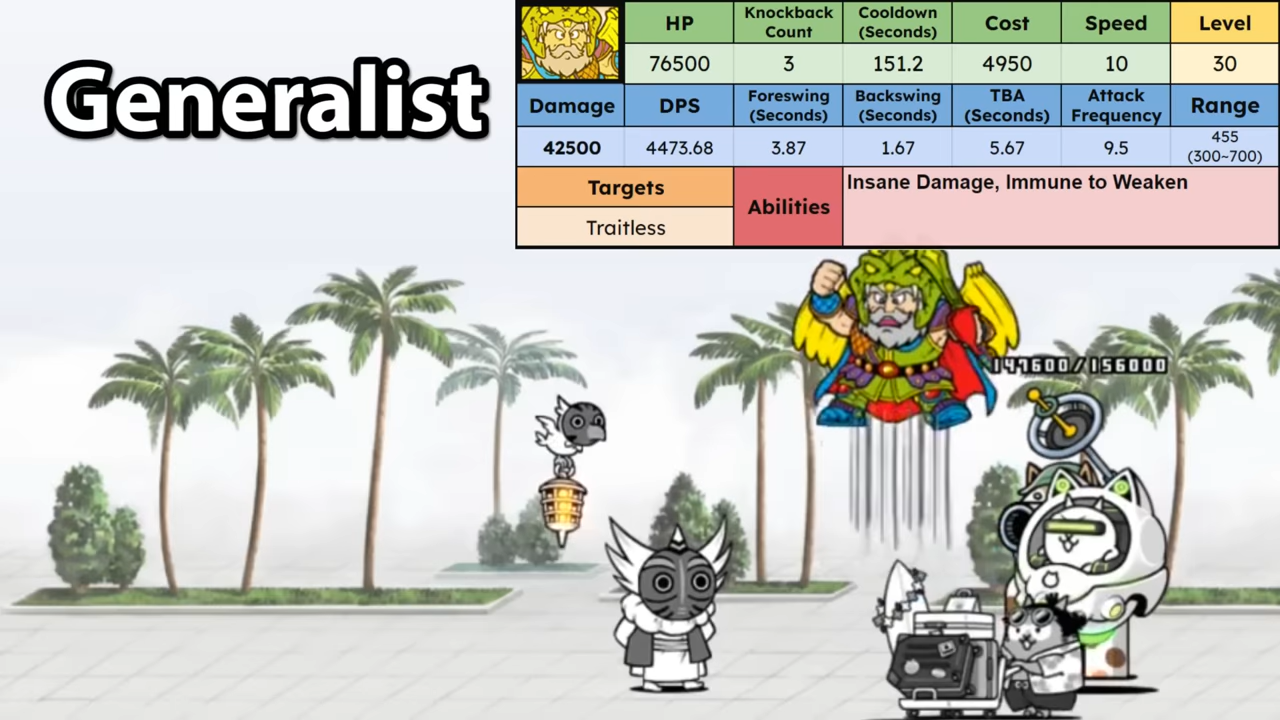 Generalist
HP
Knockback
Count
Cooldown
(Seconds)
Cost
Speed
Level
76500
3
151.2
4950
10
30
Damage
DPS
Foreswing
(Seconds)
Backswing
(Seconds)
TBA
(Seconds)
Attack
Frequency
Range
42500
4473.68
3.87
1.67
5.67
9.5
455
(300~700)
Targets
Abilities
Insane Damage, Immune to Weaken
Traitless
147600/156000